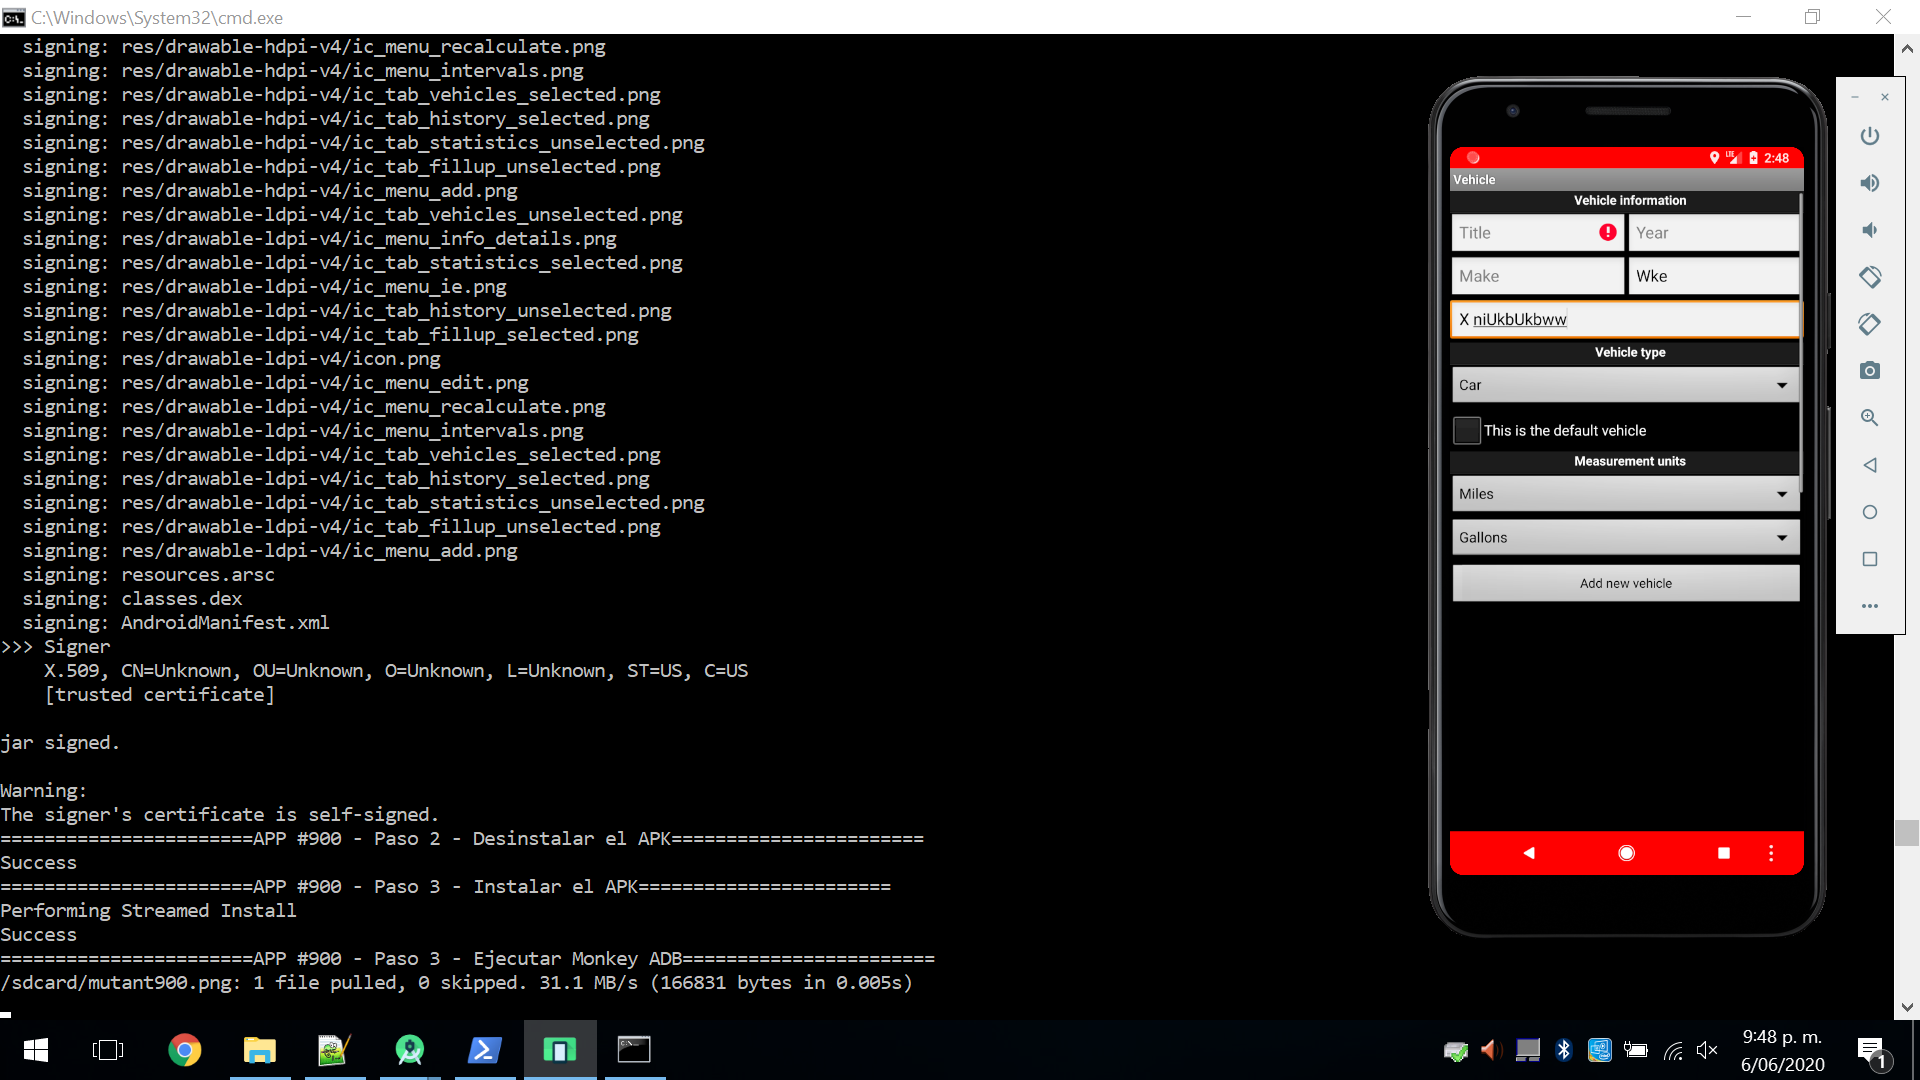 C:\Windows\System32\cmd.exe
signing: res/drawable-hdpi-v4/ic_menu_recalculate.png
signing: res/drawable-hdpi-v4/ic_menu_intervals.png
signing: res/drawable-hdpi-v4/ic_tab_vehicles_selected.png
signing: res/drawable-hdpi-v4/ic_tab_history_selected.png
signing: res/drawable-hdpi-v4/ic_tab_statistics_unselected.png
signing: res/drawable-hdpi-v4/ic_tab_fillup_unselected.png
signing: res/drawable-hdpi-v4/ic_menu_add.png
signing: res/drawable-ldpi-v4/ic_tab_vehicles_unselected.png
signing: res/drawable-ldpi-v4/ic_menu_info_details.png
signing: res/drawable-ldpi-v4/ic_tab_statistics_selected.png
signing: res/drawable-ldpi-v4/ic_menu_ie.png
signing: res/drawable-ldpi-v4/ic_tab_history_unselected.png
signing: res/drawable-ldpi-v4/ic_tab_fillup_selected.png
signing: res/drawable-ldpi-v4/icon.png
signing: res/drawable-ldpi-v4/ic_menu_edit.png
signing: res/drawable-ldpi-v4/ic_menu_recalculate.png
signing: res/drawable-ldpi-v4/ic_menu_intervals.png
signing: res/drawable-ldpi-v4/ic_tab_vehicles_selected.png
signing: res/drawable-ldpi-v4/ic_tab_history_selected.png
signing: res/drawable-ldpi-v4/ic_tab_statistics_unselected.png
signing: res/drawable-ldpi-v4/ic_tab_fillup_unselected.png
signing: res/drawable-ldpi-v4/ic_menu_add.png
signing: resources.arsc
signing: classes.dex
signing: AndroidManifest.xml
>>> Signer
X.509, CN=Unknown, OU=Unknown, O=Unknown, L=Unknown, ST=US, C=US
[trusted certificate]
jar signed.
Warning:
The signer's certificate is self-signed.
=======================APP #900 - Paso 2 - Desinstalar el APK=======================
Success
=======================APP #900 - Paso 3 - Instalar el APK=======================
Performing Streamed Install
Success
=======================APP #900 - Paso 3 - Ejecutar Monkey ADB=======================
/sdcard/mutant900.png: 1 file pulled, 0 skipped. 31.1 MB/s (166831 bytes in 0.005s)
LTE 2:48
Vehicle
Vehicle information
Title Year
Make Wke
X niUkbUkbww
Vehicle type
Car
This is the default vehicle
Measurement units
Miles
Gallons
Add new vehicle
9:48 p. m.
6/06/2020
1